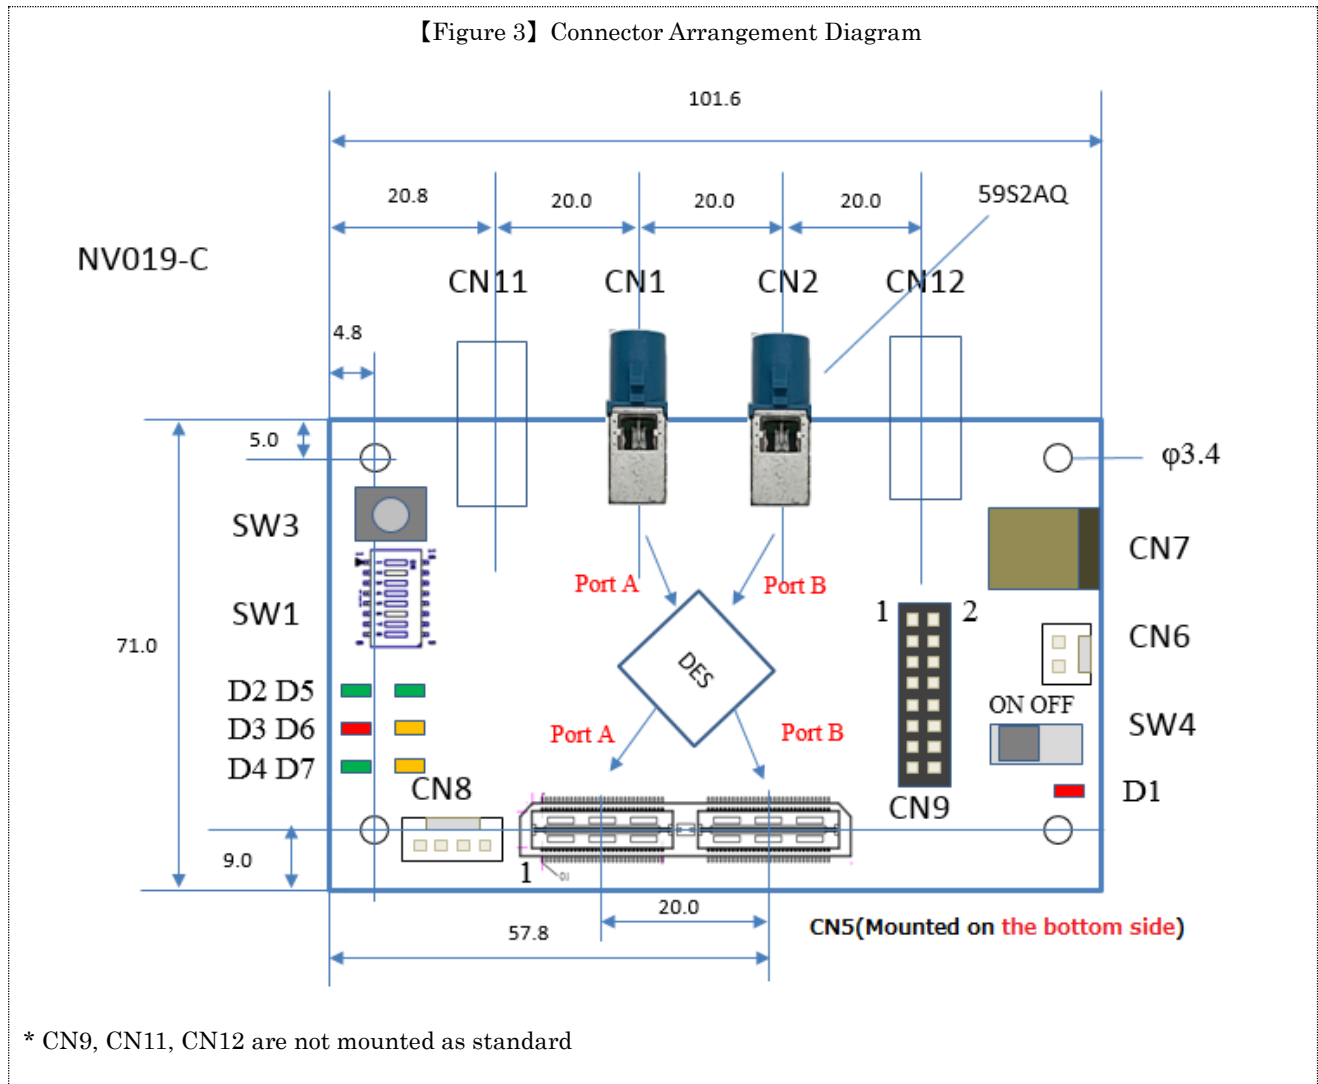 【Figure 3】 Connector Arrangement Diagram
101.6
20.8
20.0
20.0
20.0
59S2AQ
NV019-C
CN11
CN1
CN2
CN12
4.8
5.0
φ3.4
SW3
CN7
Port A
Port B
SW1
1
2
CN6
71.0
DES
D2 D5
ON OFF
D3 D6
Port A
Port B
SW4
D4 D7
CN8
CN9
D1
9.0
1
20.0
57.8
CN5(Mounted on the bottom side)
* CN9, CN11, CN12 are not mounted as standard